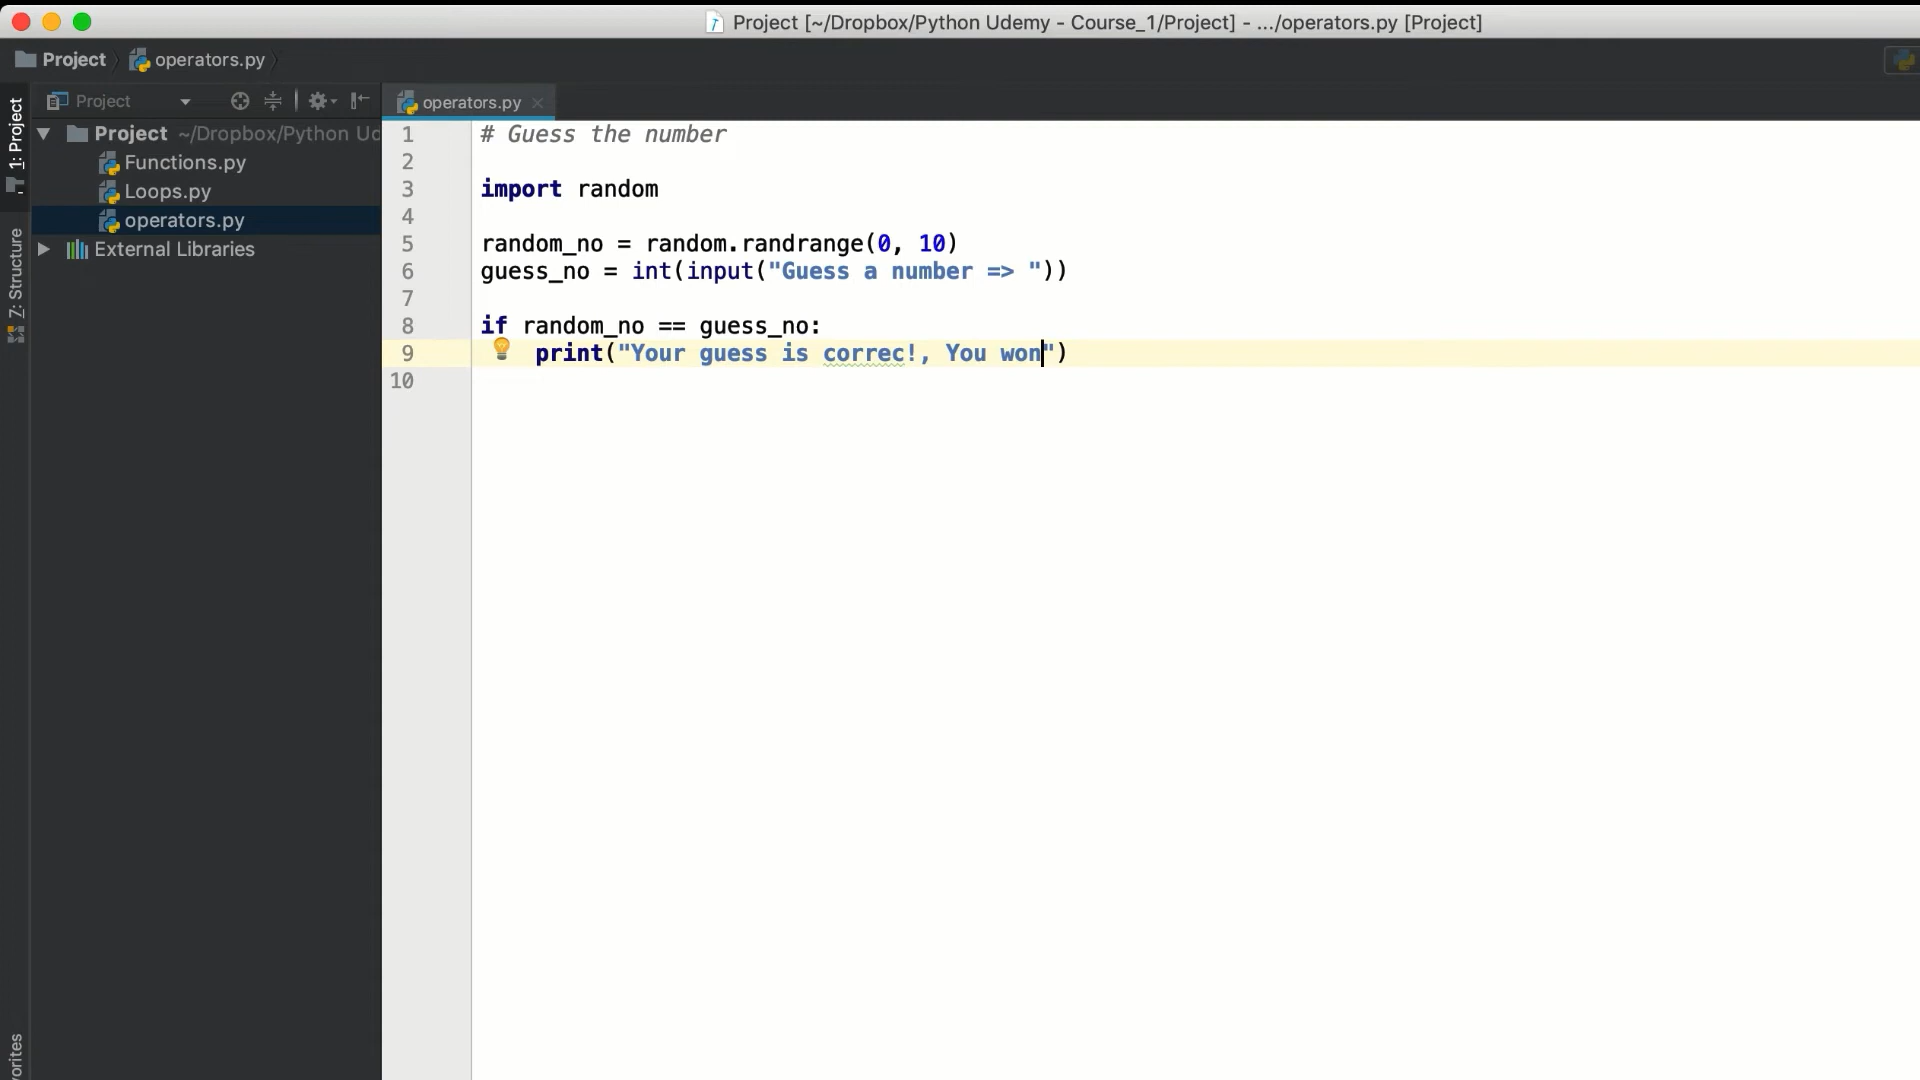 Project [~/Dropbox/Python Udemy - Course_1/Project] - .../operators.py [Project]
Project operators.py
1: Project
Z: Structure
Project
Project ~/Dropbox/Python Ud
Functions.py
Loops.py
operators.py
External Libraries
operators.py
1 # Guess the number
2
3 import random
4
5 random_no = random.randrange(0, 10)
6 guess_no = int(input("Guess a number => "))
7
8 if random_no == guess_no:
9 print("Your guess is correc!, You won")
10
vorites